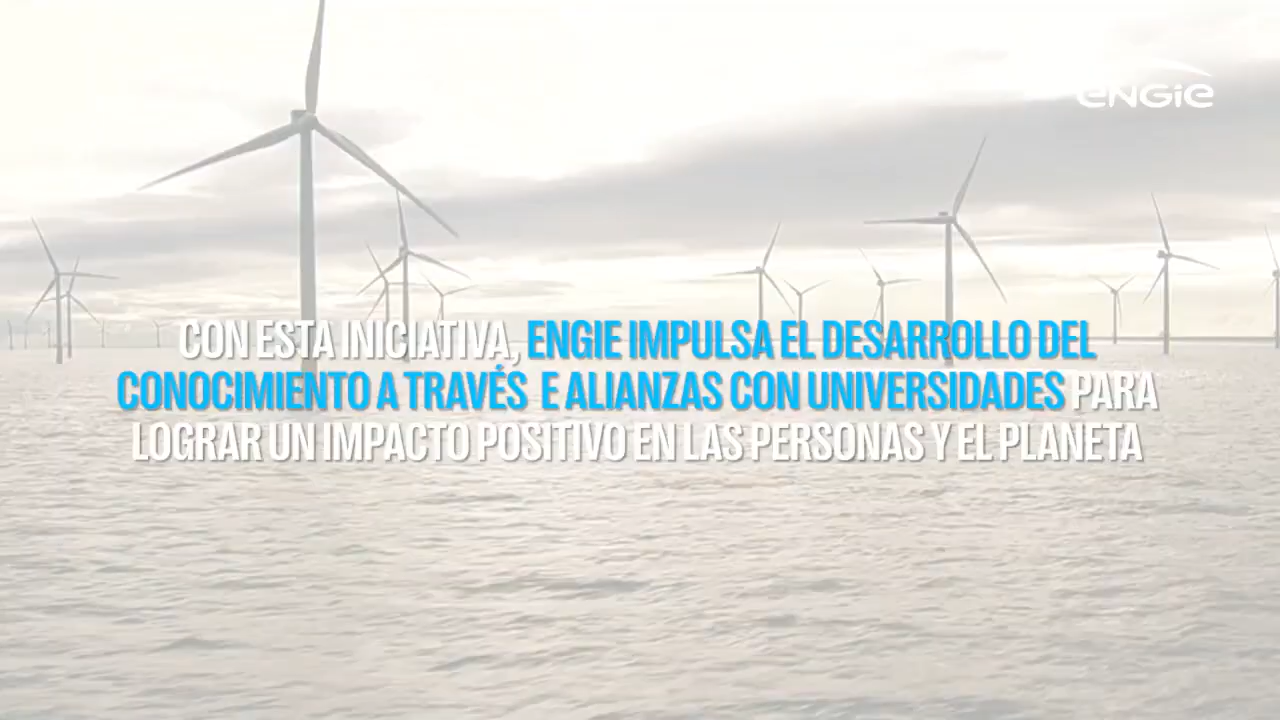 ENGIE
CON ESTA INICIATIVA, ENGIE IMPULSA EL DESARROLLO DEL
CONOCIMIENTO A TRAVÉS E ALIANZAS CON UNIVERSIDADES PARA
LOGRAR UN IMPACTO POSITIVO EN LAS PERSONAS Y EL PLANETA